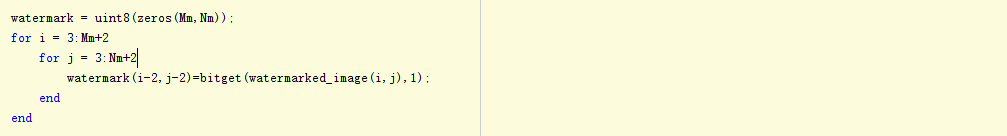 watermark = uint8(zeros(Mm,Nm));
for i = 3:Mm+2
for j = 3:Nm+2
watermark(i-2,j-2)=bitget(watermarked_image(i,j),1);
end
end